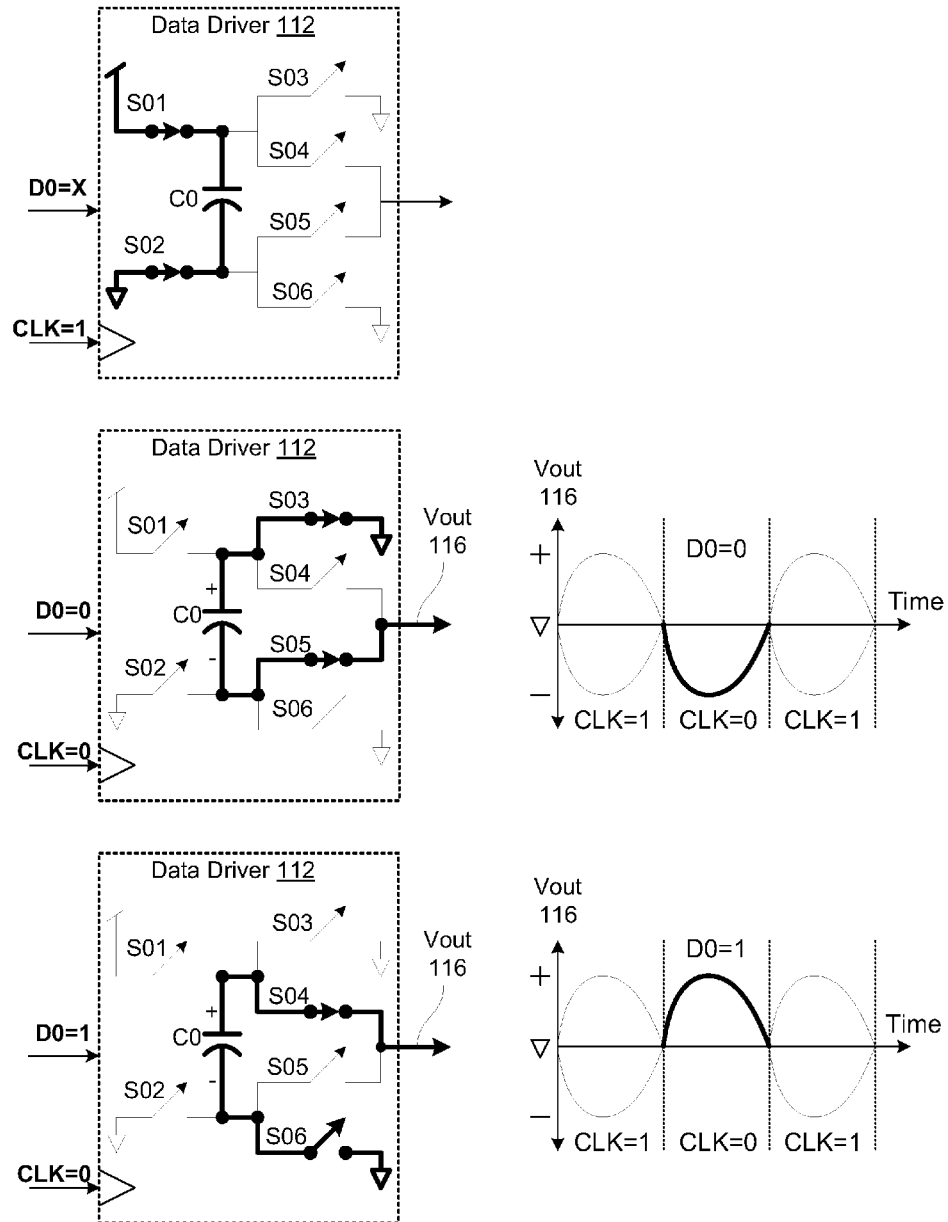 Data Driver 112
S03
S01
S04
D0=X
C0
S05
S02
S06
CLK=1
Data Driver 112
S03
S01
Vout
116
S04
+
C0
D0=0
-
S05
S02
S06
CLK=0
Vout
116
D0=0
+
Time
−
CLK=1 CLK=0 CLK=1
Data Driver 112
S03
S01
Vout
116
S04
+
C0
D0=1
-
S05
S02
S06
CLK=0
Vout
116
D0=1
+
Time
−
CLK=1 CLK=0 CLK=1